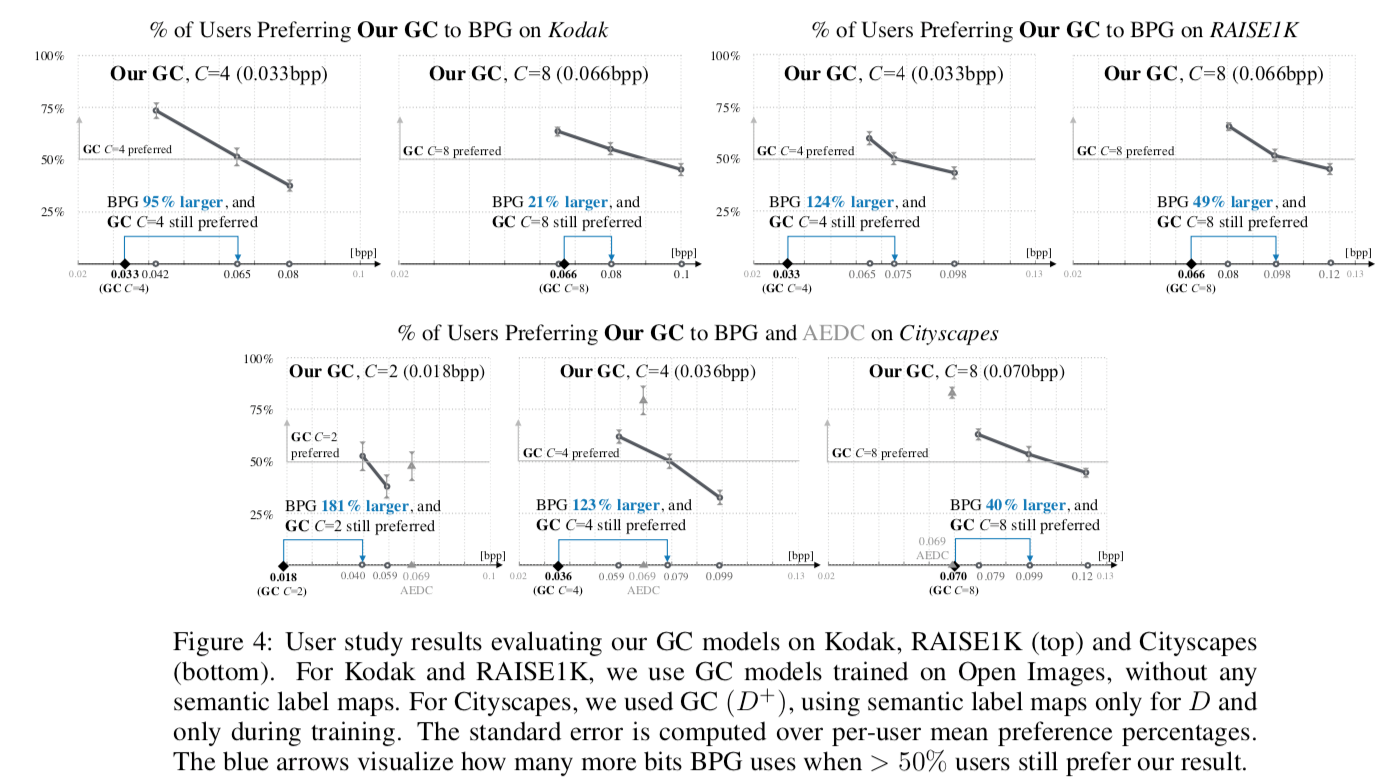 % of Users Preferring Our GC to BPG on Kodak
% of Users Preferring Our GC to BPG on RAISE1K
100%
75%
50%
25%
Our GC, C=4 (0.033bpp)
GC C=4 preferred
BPG 95% larger, and
GC C=4 still preferred
[bpp]
0.02 0.033 0.042 0.065 0.08 0.1
(GC C=4)
Our GC, C=8 (0.066bpp)
GC C=8 preferred
BPG 21% larger, and
GC C=8 still preferred
[bpp]
0.02 0.066 0.08 0.1
(GC C=8)
100%
75%
50%
25%
Our GC, C=4 (0.033bpp)
GC C=4 preferred
BPG 124% larger, and
GC C=4 still preferred
[bpp]
0.02 0.033 0.065 0.075 0.098 0.13
(GC C=4)
Our GC, C=8 (0.066bpp)
GC C=8 preferred
BPG 49% larger, and
GC C=8 still preferred
[bpp]
0.02 0.066 0.08 0.098 0.12 0.13
(GC C=8)
% of Users Preferring Our GC to BPG and AEDC on Cityscapes
100%
75%
50%
25%
Our GC, C=2 (0.018bpp)
GC C=2
preferred
BPG 181% larger, and
GC C=2 still preferred
[bpp]
0.018 0.040 0.059 0.069 0.1
(GC C=2) AEDC
Our GC, C=4 (0.036bpp)
GC C=4 preferred
BPG 123% larger, and
GC C=4 still preferred
[bpp]
0.02 0.036 0.059 0.069 0.079 0.099 0.13
(GC C=4) AEDC
Our GC, C=8 (0.070bpp)
GC C=8 preferred
BPG 40% larger, and
GC C=8 still preferred
0.069
AEDC
[bpp]
0.02 0.070 0.079 0.099 0.12 0.13
(GC C=8)
Figure 4: User study results evaluating our GC models on Kodak, RAISE1K (top) and Cityscapes
(bottom). For Kodak and RAISE1K, we use GC models trained on Open Images, without any
semantic label maps. For Cityscapes, we used GC (D⁺), using semantic label maps only for D and
only during training. The standard error is computed over per-user mean preference percentages.
The blue arrows visualize how many more bits BPG uses when > 50% users still prefer our result.